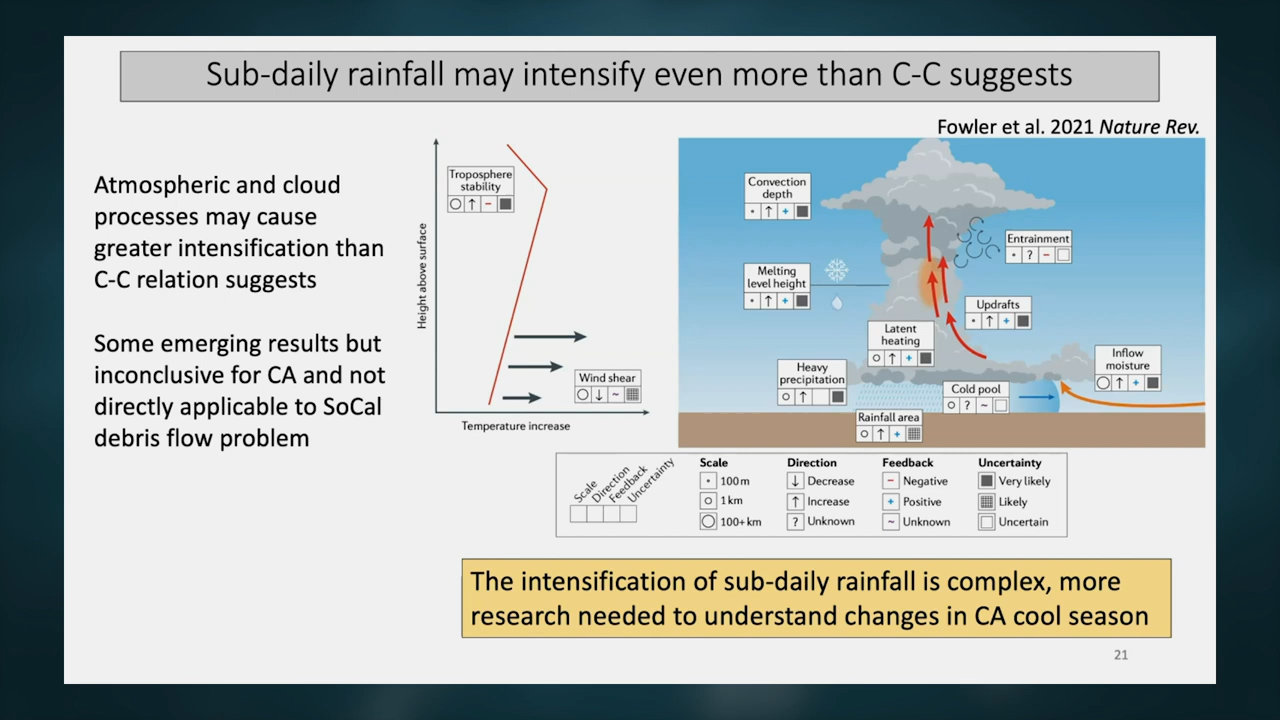 Sub-daily rainfall may intensify even more than C-C suggests
Fowler et al. 2021 Nature Rev.
Atmospheric and cloud
processes may cause
greater intensification than
C-C relation suggests
Some emerging results but
inconclusive for CA and not
directly applicable to SoCal
debris flow problem
Height above surface
Troposphere
stability
↑ −
Wind shear
↓ ~
Temperature increase
Convection
depth
↑ +
Entrainment
? −
Melting
level height
↑ +
Updrafts
↑ +
Latent
heating
↑ +
Inflow
moisture
↑ +
Heavy
precipitation
↑
Cold pool
? ~
Rainfall area
↑ +
Scale
Direction
Feedback
Uncertainty
Scale Direction Feedback Uncertainty
100 m ↓ Decrease − Negative Very likely
1 km ↑ Increase + Positive Likely
100+ km ? Unknown ~ Unknown Uncertain
The intensification of sub-daily rainfall is complex, more
research needed to understand changes in CA cool season
21